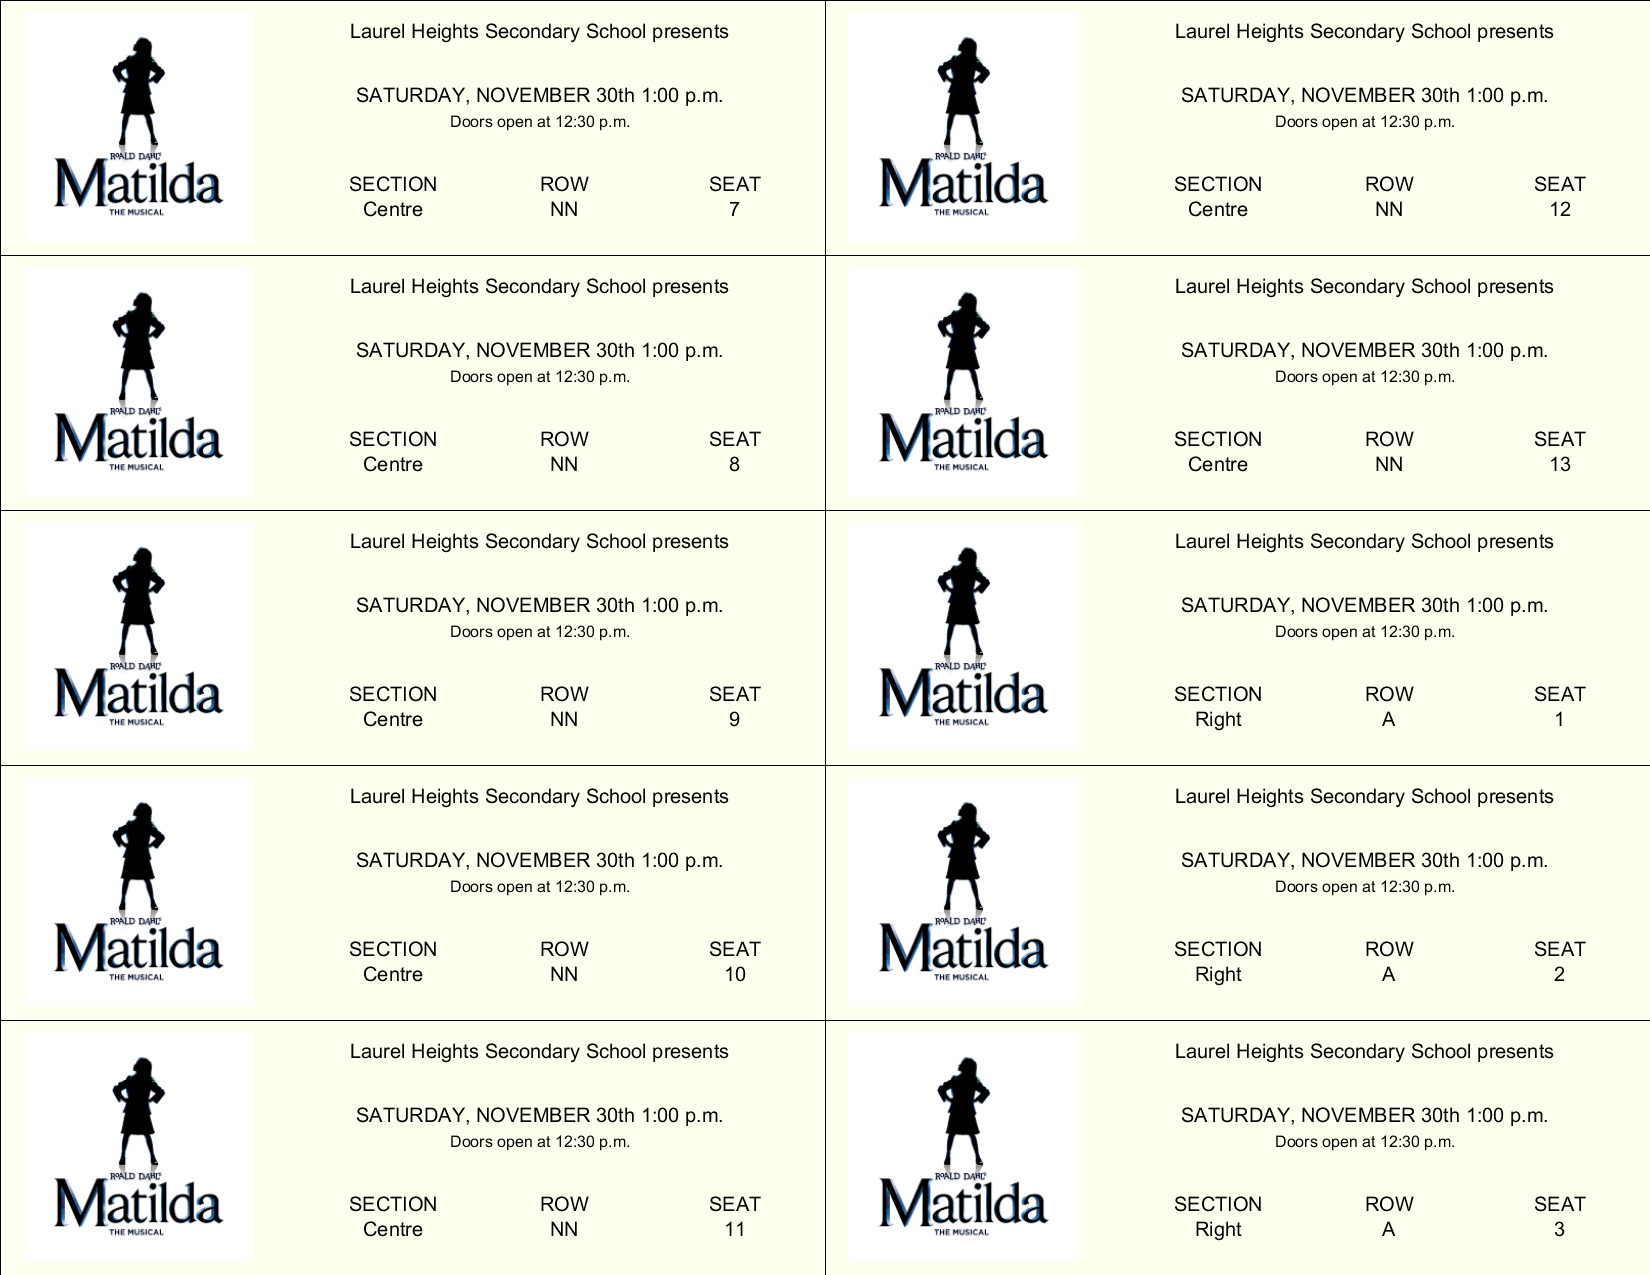 Laurel Heights Secondary School presents
SATURDAY, NOVEMBER 30th 1:00 p.m.
Doors open at 12:30 p.m.
ROALD DAHL'S
Matilda
THE MUSICAL
SECTION ROW SEAT
Centre NN 7
Laurel Heights Secondary School presents
SATURDAY, NOVEMBER 30th 1:00 p.m.
Doors open at 12:30 p.m.
ROALD DAHL'S
Matilda
THE MUSICAL
SECTION ROW SEAT
Centre NN 12
Laurel Heights Secondary School presents
SATURDAY, NOVEMBER 30th 1:00 p.m.
Doors open at 12:30 p.m.
ROALD DAHL'S
Matilda
THE MUSICAL
SECTION ROW SEAT
Centre NN 8
Laurel Heights Secondary School presents
SATURDAY, NOVEMBER 30th 1:00 p.m.
Doors open at 12:30 p.m.
ROALD DAHL'S
Matilda
THE MUSICAL
SECTION ROW SEAT
Centre NN 13
Laurel Heights Secondary School presents
SATURDAY, NOVEMBER 30th 1:00 p.m.
Doors open at 12:30 p.m.
ROALD DAHL'S
Matilda
THE MUSICAL
SECTION ROW SEAT
Centre NN 9
Laurel Heights Secondary School presents
SATURDAY, NOVEMBER 30th 1:00 p.m.
Doors open at 12:30 p.m.
ROALD DAHL'S
Matilda
THE MUSICAL
SECTION ROW SEAT
Right A 1
Laurel Heights Secondary School presents
SATURDAY, NOVEMBER 30th 1:00 p.m.
Doors open at 12:30 p.m.
ROALD DAHL'S
Matilda
THE MUSICAL
SECTION ROW SEAT
Centre NN 10
Laurel Heights Secondary School presents
SATURDAY, NOVEMBER 30th 1:00 p.m.
Doors open at 12:30 p.m.
ROALD DAHL'S
Matilda
THE MUSICAL
SECTION ROW SEAT
Right A 2
Laurel Heights Secondary School presents
SATURDAY, NOVEMBER 30th 1:00 p.m.
Doors open at 12:30 p.m.
ROALD DAHL'S
Matilda
THE MUSICAL
SECTION ROW SEAT
Centre NN 11
Laurel Heights Secondary School presents
SATURDAY, NOVEMBER 30th 1:00 p.m.
Doors open at 12:30 p.m.
ROALD DAHL'S
Matilda
THE MUSICAL
SECTION ROW SEAT
Right A 3